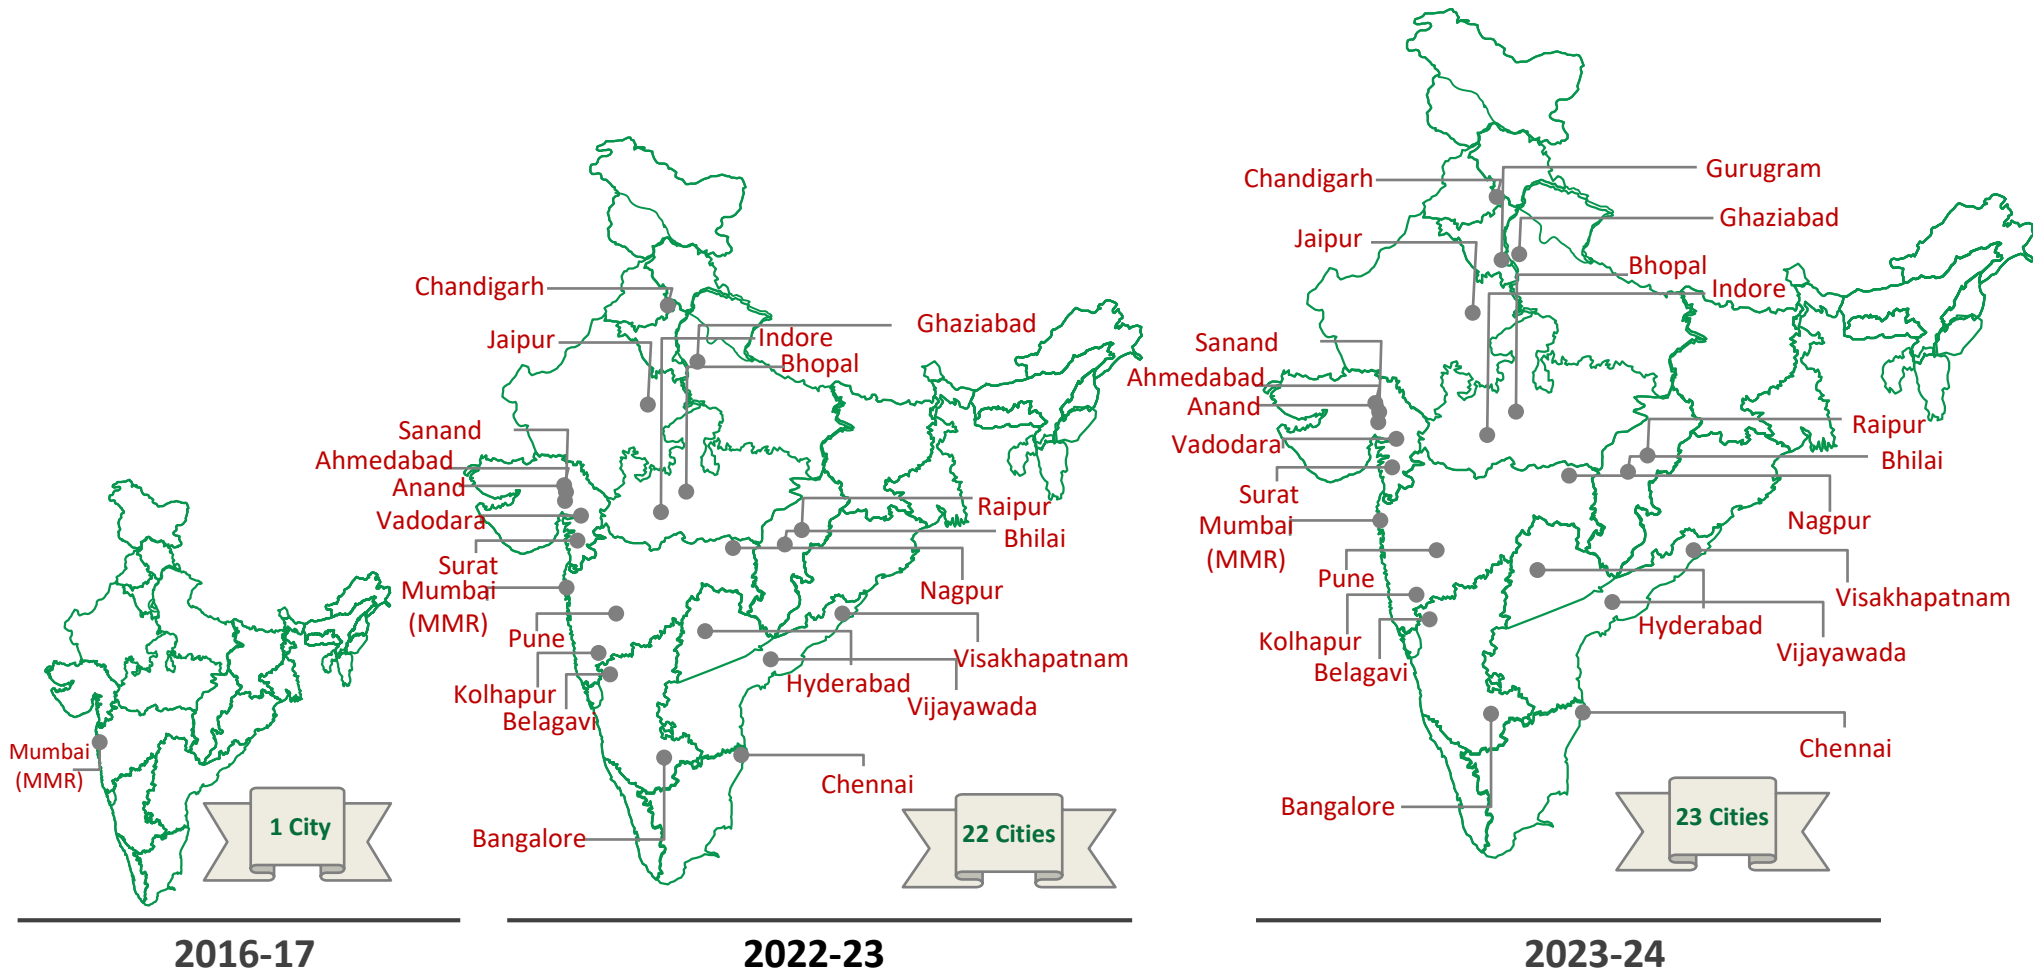 Mumbai
(MMR)
1 City
2016-17
Chandigarh
Jaipur
Ghaziabad
Indore
Bhopal
Sanand
Ahmedabad
Anand
Vadodara
Surat
Mumbai
(MMR)
Pune
Kolhapur
Belagavi
Raipur
Bhilai
Nagpur
Visakhapatnam
Hyderabad
Vijayawada
Chennai
Bangalore
22 Cities
2022-23
Chandigarh
Gurugram
Ghaziabad
Jaipur
Bhopal
Indore
Sanand
Ahmedabad
Anand
Vadodara
Surat
Mumbai
(MMR)
Pune
Kolhapur
Belagavi
Raipur
Bhilai
Nagpur
Visakhapatnam
Hyderabad
Vijayawada
Chennai
Bangalore
23 Cities
2023-24